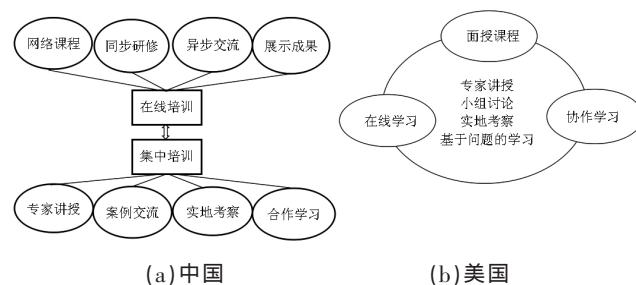 网络课程 同步研修 异步交流 展示成果
在线培训
集中培训
专家讲授 案例交流 实地考察 合作学习
(a)中国
面授课程
专家讲授
小组讨论
实地考察
基于问题的学习
在线学习
协作学习
(b)美国